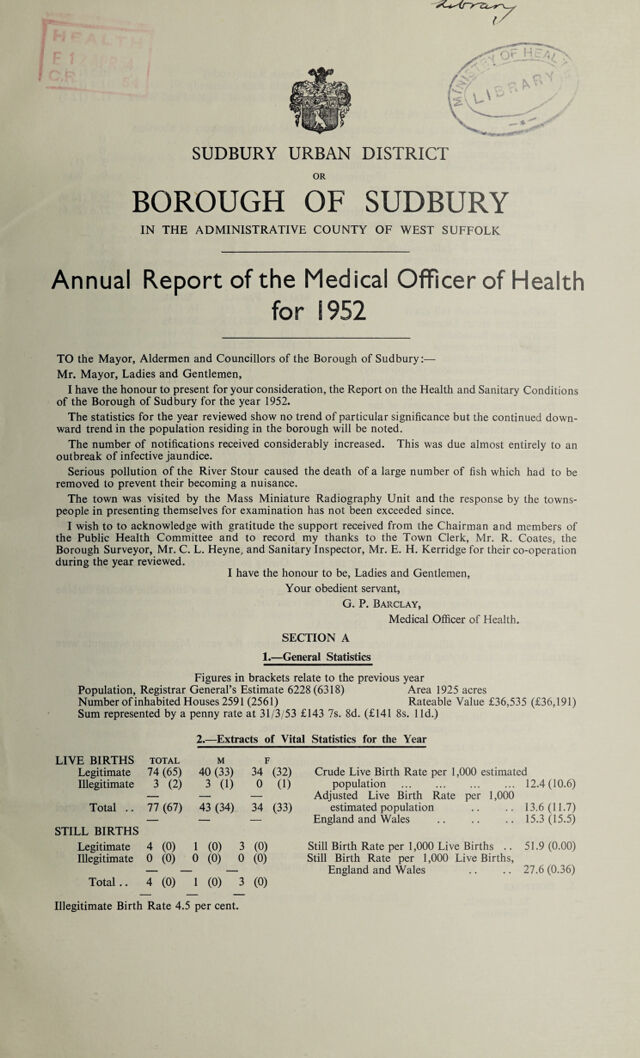 Library
HEALTH
C.R.
MINISTRY OF HEALTH
LIBRARY
SUDBURY URBAN DISTRICT
OR
BOROUGH OF SUDBURY
IN THE ADMINISTRATIVE COUNTY OF WEST SUFFOLK
Annual Report of the Medical Officer of Health
for 1952
TO the Mayor, Aldermen and Councillors of the Borough of Sudbury:—
Mr. Mayor, Ladies and Gentlemen,
I have the honour to present for your consideration, the Report on the Health and Sanitary Conditions
of the Borough of Sudbury for the year 1952.
The statistics for the year reviewed show no trend of particular significance but the continued down-
ward trend in the population residing in the borough will be noted.
The number of notifications received considerably increased. This was due almost entirely to an
outbreak of infective jaundice.
Serious pollution of the River Stour caused the death of a large number of fish which had to be
removed to prevent their becoming a nuisance.
The town was visited by the Mass Miniature Radiography Unit and the response by the towns-
people in presenting themselves for examination has not been exceeded since.
I wish to to acknowledge with gratitude the support received from the Chairman and members of
the Public Health Committee and to record my thanks to the Town Clerk, Mr. R. Coates, the
Borough Surveyor, Mr. C. L. Heyne, and Sanitary Inspector, Mr. E. H. Kerridge for their co-operation
during the year reviewed.
I have the honour to be, Ladies and Gentlemen,
Your obedient servant,
G. P. BARCLAY,
Medical Officer of Health.
SECTION A
1.—General Statistics
Figures in brackets relate to the previous year
Population, Registrar General's Estimate 6228 (6318) Area 1925 acres
Number of inhabited Houses 2591 (2561) Rateable Value £36,535 (£36,191)
Sum represented by a penny rate at 31/3/53 £143 7s. 8d. (£141 8s. 11d.)
2.—Extracts of Vital Statistics for the Year
LIVE BIRTHS TOTAL M F
Legitimate 74 (65) 40 (33) 34 (32) Crude Live Birth Rate per 1,000 estimated
Illegitimate 3 (2) 3 (1) 0 (1) population ... ... ... ... ... 12.4 (10.6)
— — — Adjusted Live Birth Rate per 1,000
Total .. 77 (67) 43 (34) 34 (33) estimated population .. .. 13.6 (11.7)
— — — England and Wales .. .. .. 15.3 (15.5)
STILL BIRTHS
Legitimate 4 (0) 1 (0) 3 (0) Still Birth Rate per 1,000 Live Births .. 51.9 (0.00)
Illegitimate 0 (0) 0 (0) 0 (0) Still Birth Rate per 1,000 Live Births,
— — — England and Wales .. .. 27.6 (0.36)
Total .. 4 (0) 1 (0) 3 (0)
— — —
Illegitimate Birth Rate 4.5 per cent.